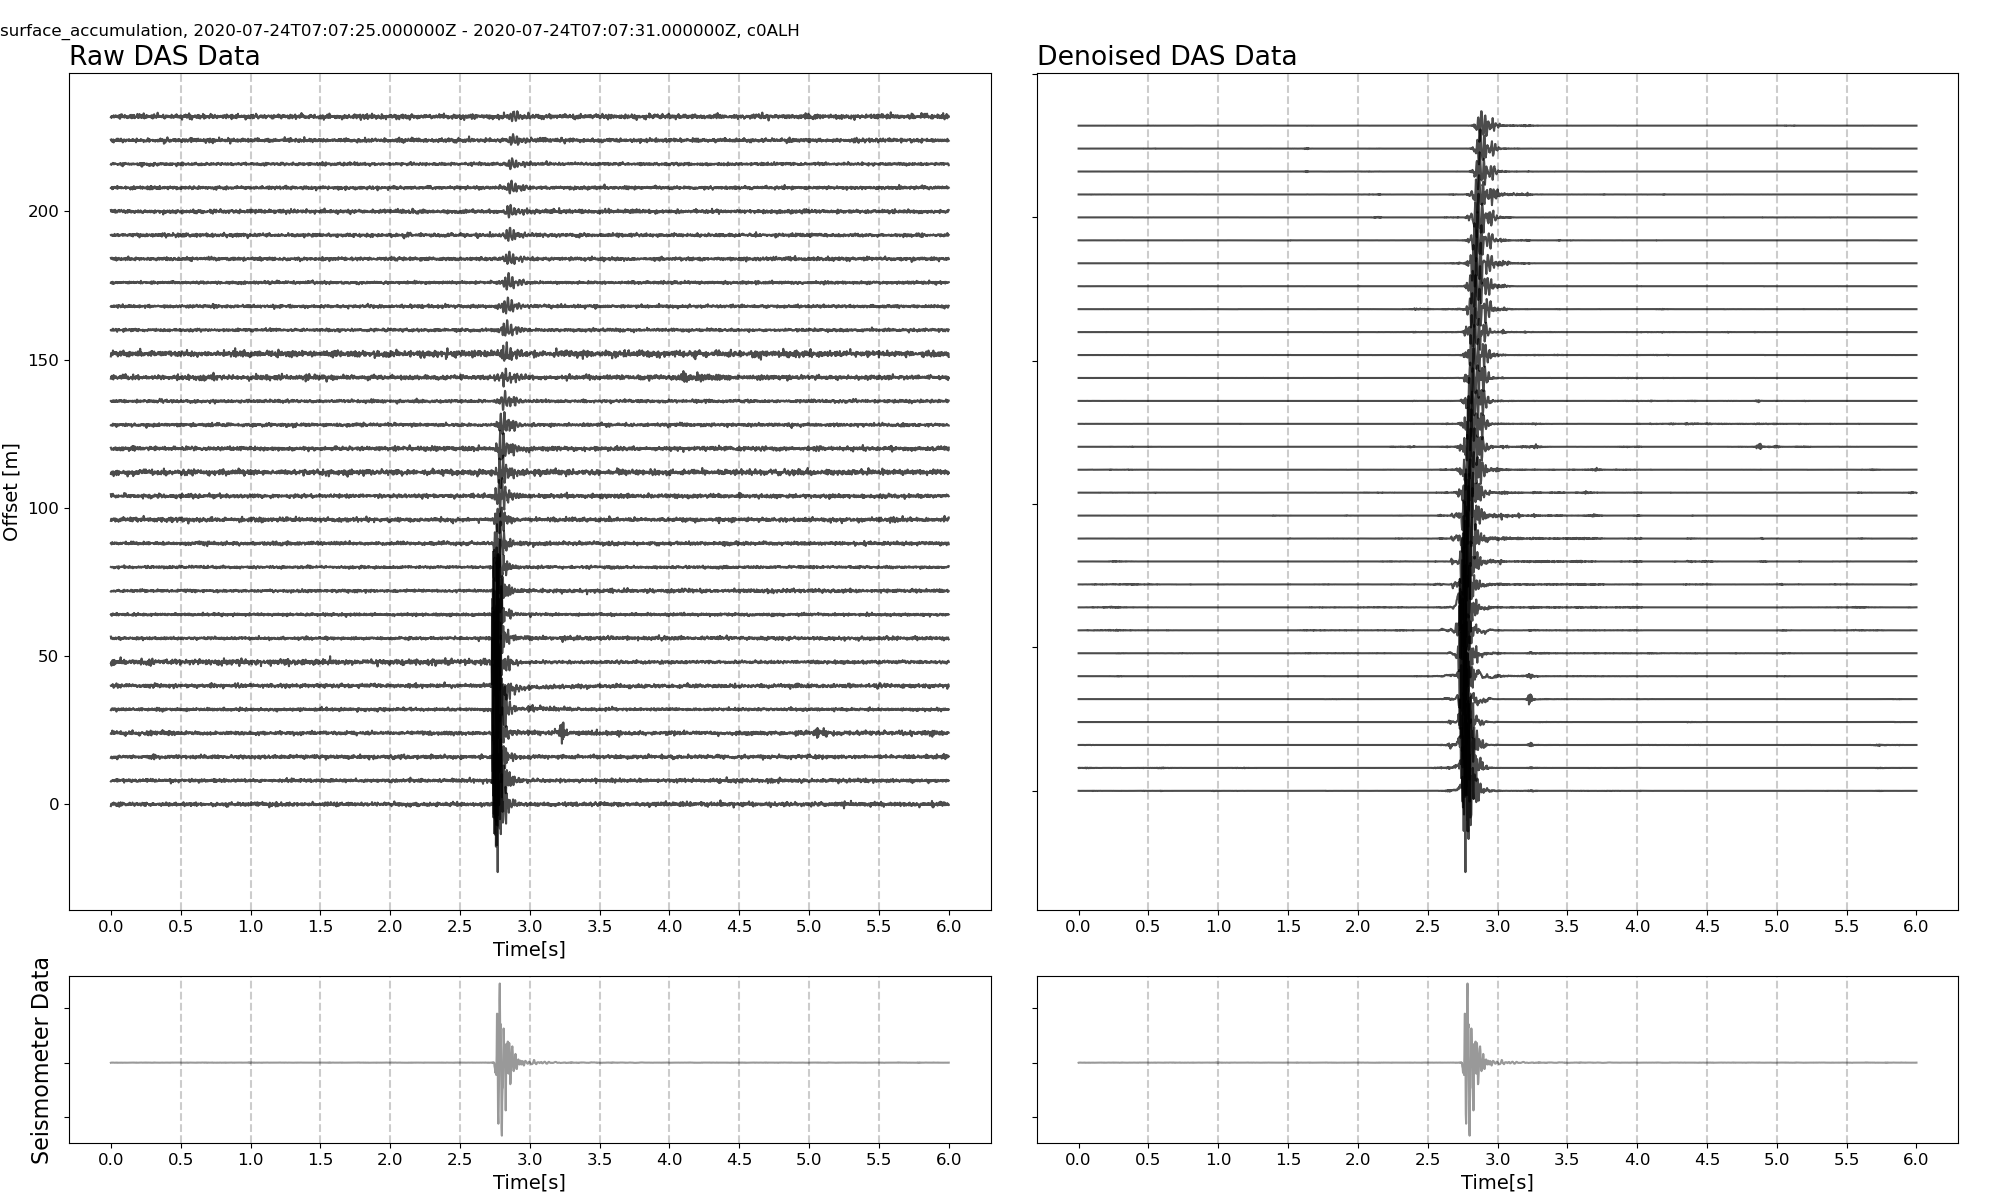 surface_accumulation, 2020-07-24T07:07:25.000000Z - 2020-07-24T07:07:31.000000Z, c0ALH
Raw DAS Data
Denoised DAS Data
Offset [m]
200
150
100
50
0
0.0 0.5 1.0 1.5 2.0 2.5 3.0 3.5 4.0 4.5 5.0 5.5 6.0
Time[s]
0.0 0.5 1.0 1.5 2.0 2.5 3.0 3.5 4.0 4.5 5.0 5.5 6.0
Seismometer Data
0.0 0.5 1.0 1.5 2.0 2.5 3.0 3.5 4.0 4.5 5.0 5.5 6.0
Time[s]
0.0 0.5 1.0 1.5 2.0 2.5 3.0 3.5 4.0 4.5 5.0 5.5 6.0
Time[s]